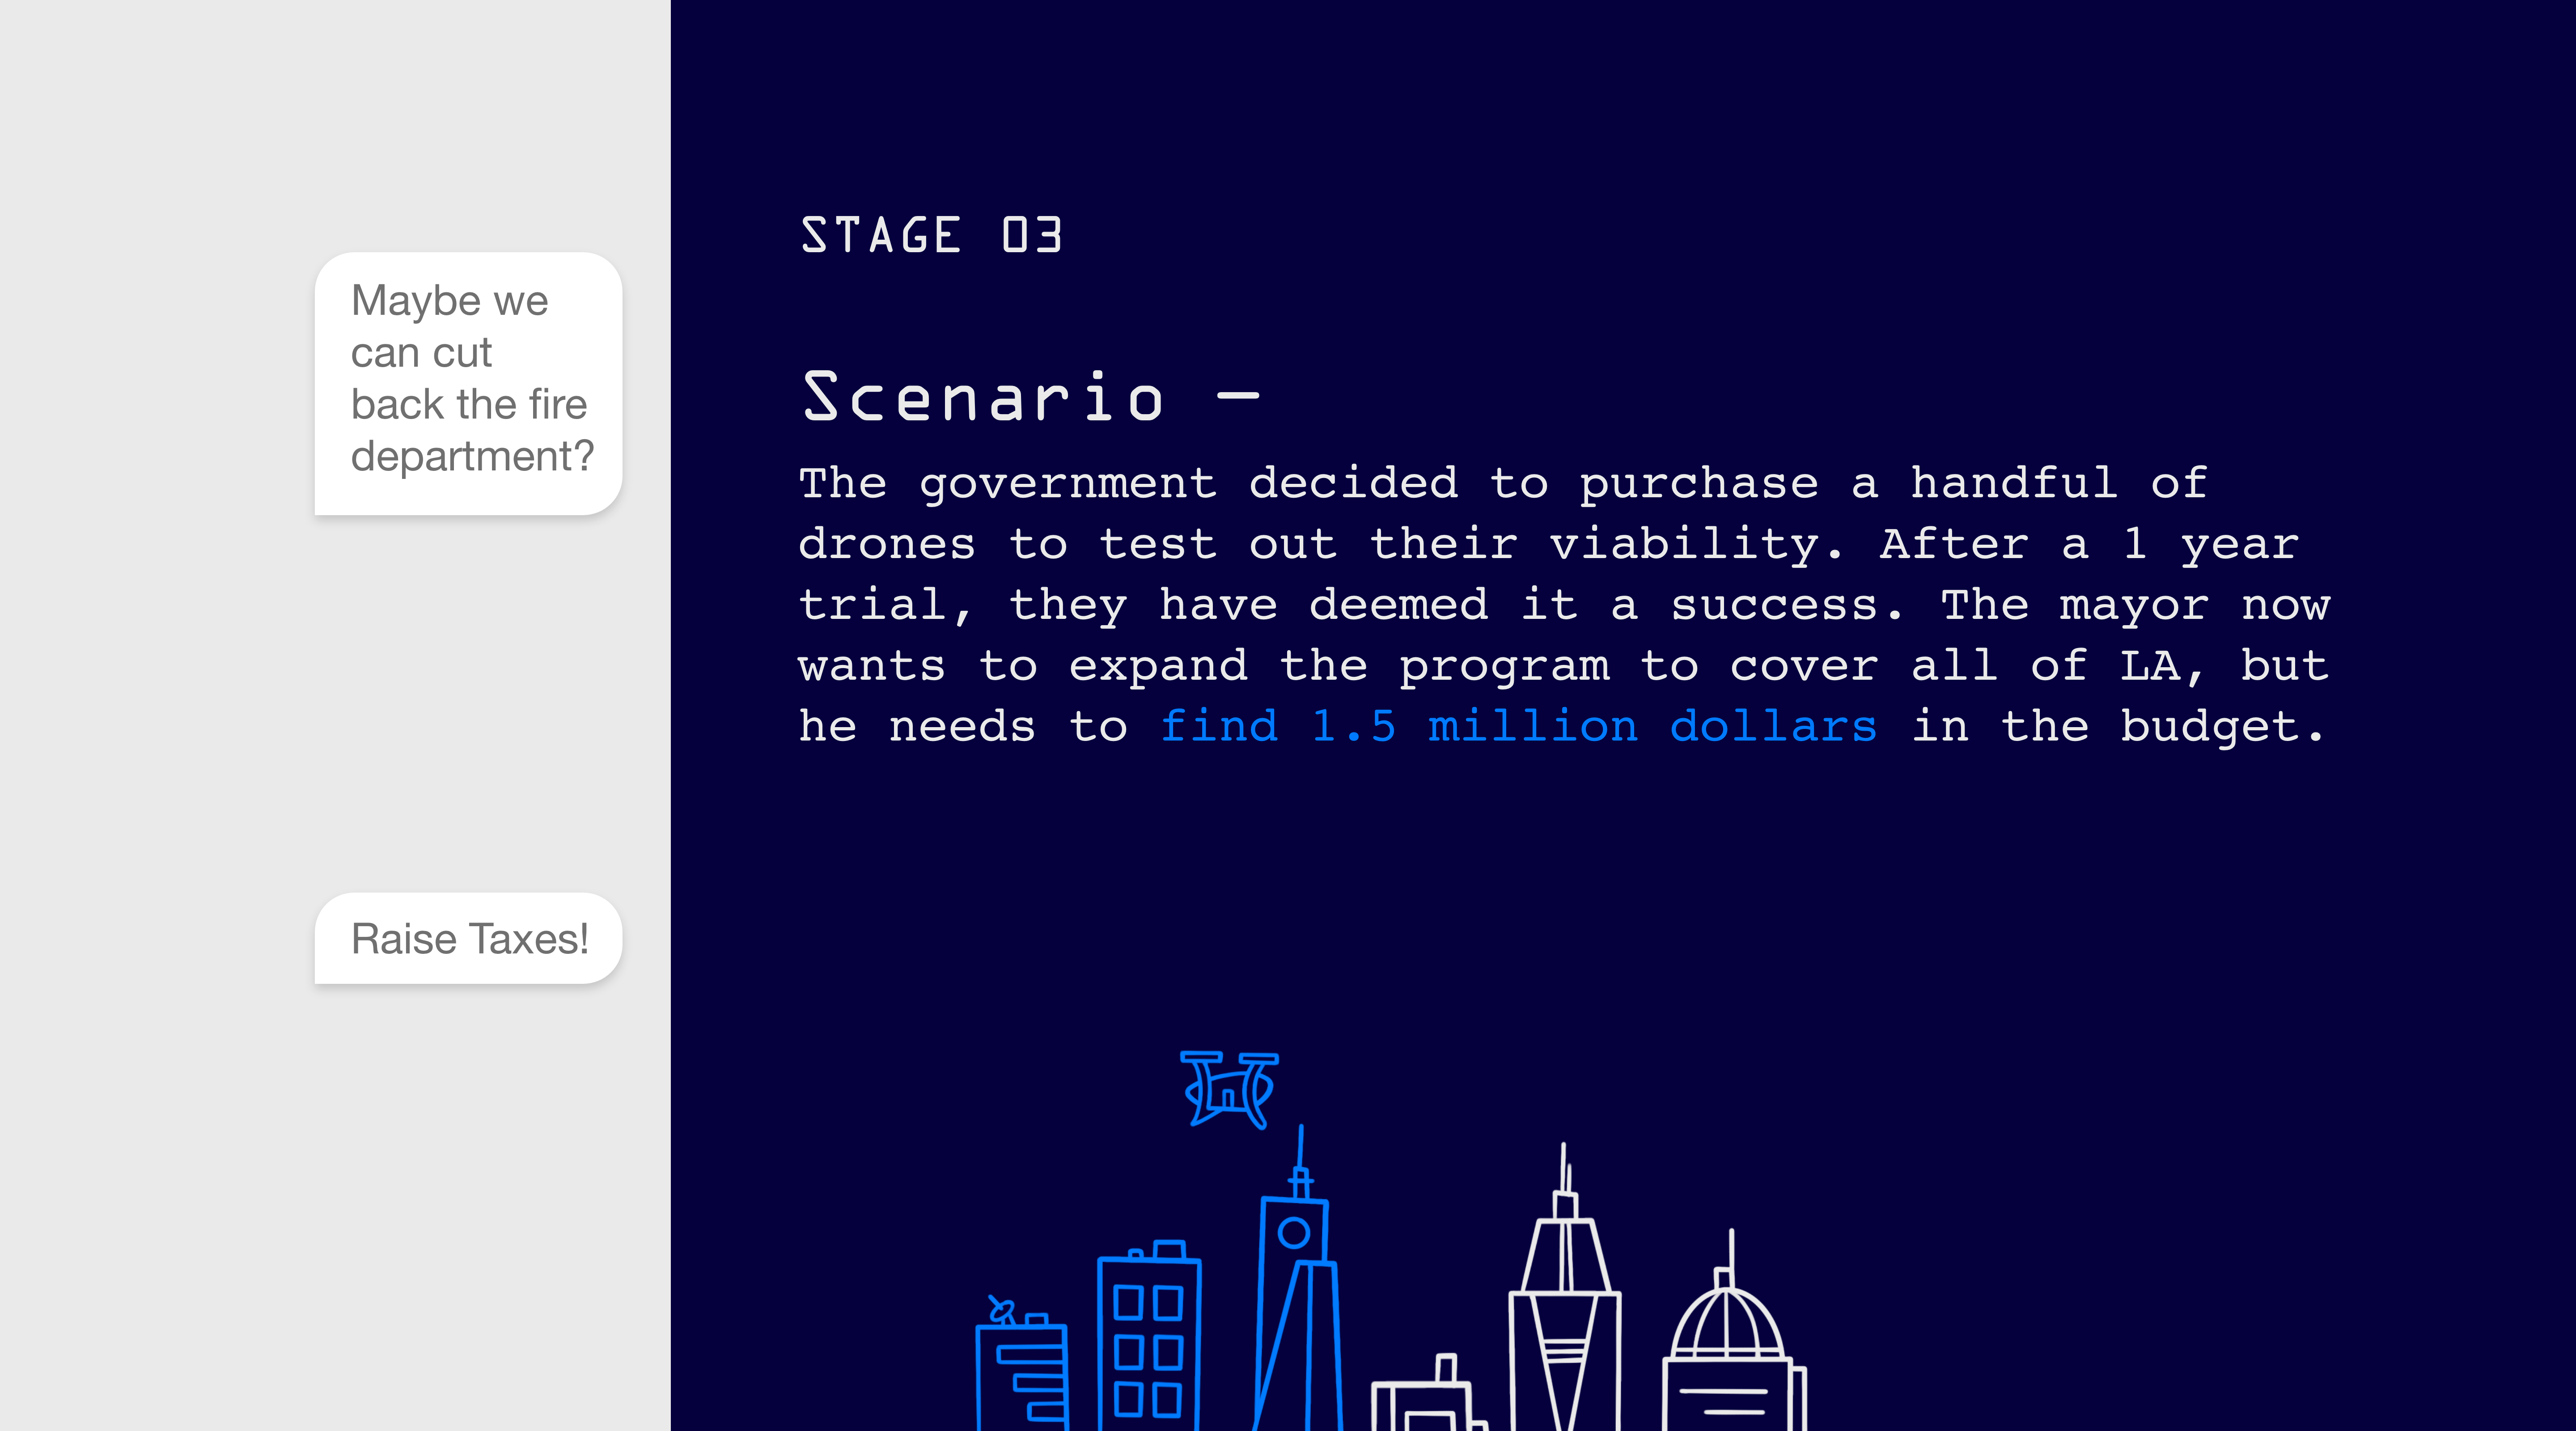 Maybe we
can cut
back the fire
department?
Raise Taxes!
STAGE 03
Scenario —
The government decided to purchase a handful of
drones to test out their viability. After a 1 year
trial, they have deemed it a success. The mayor now
wants to expand the program to cover all of LA, but
he needs to find 1.5 million dollars in the budget.